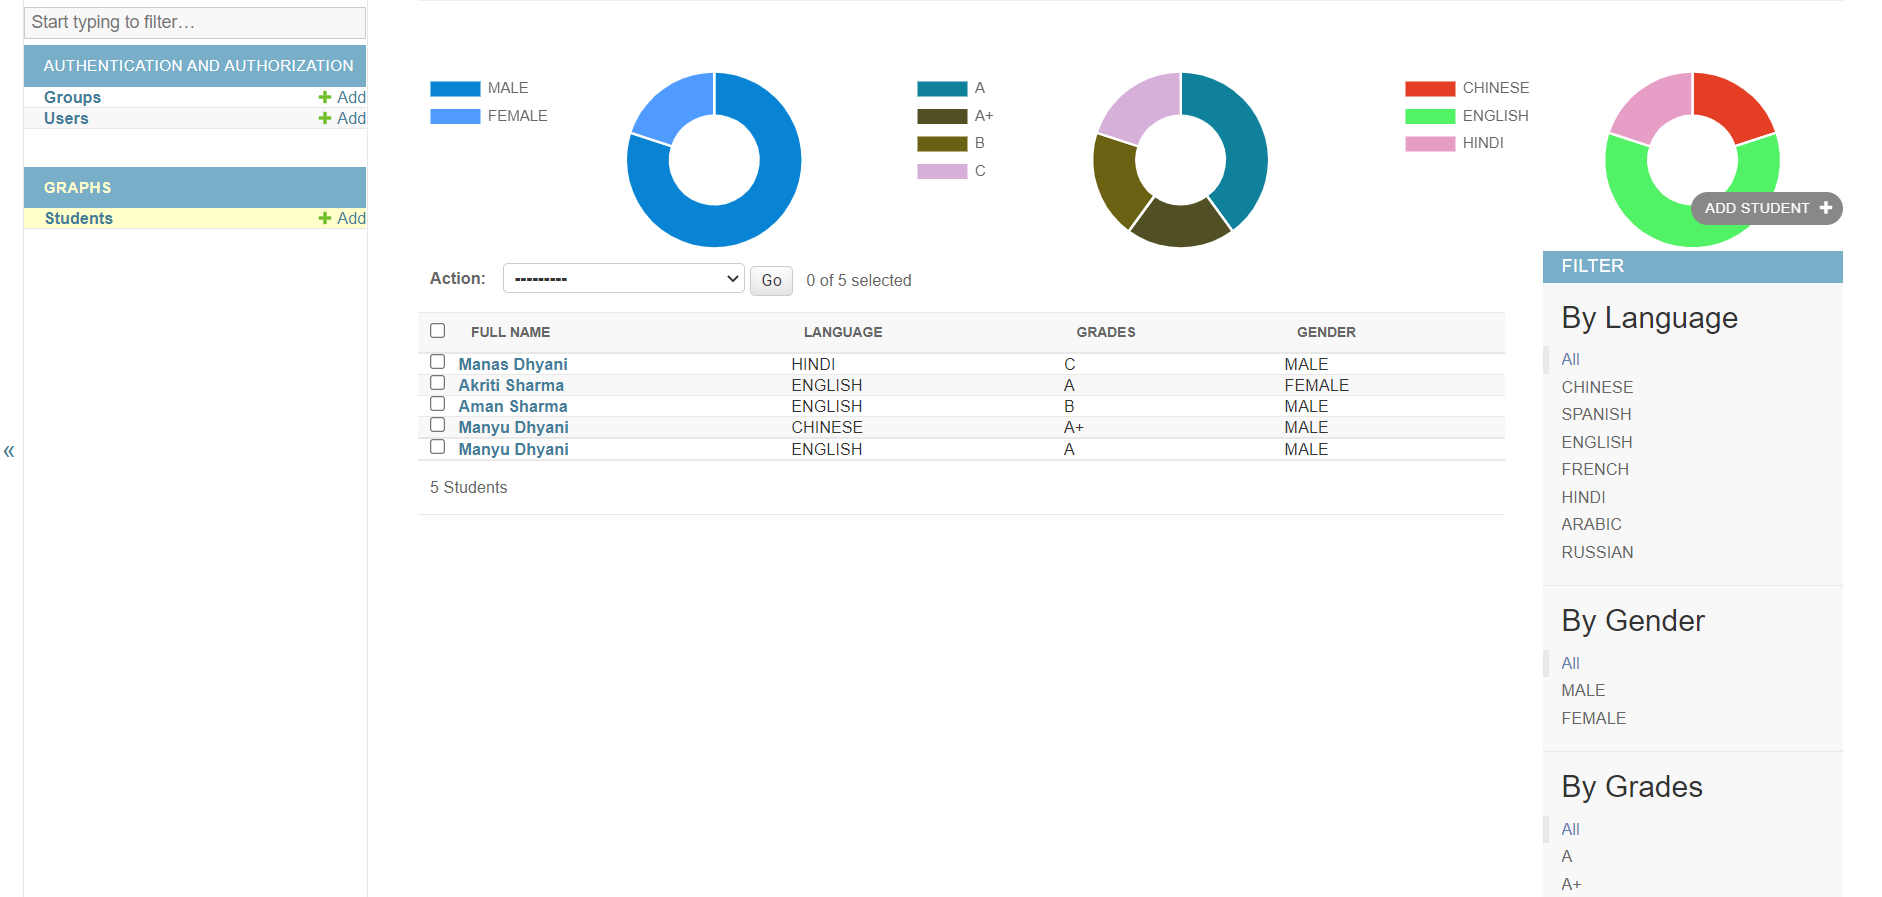 Start typing to filter…
AUTHENTICATION AND AUTHORIZATION
Groups + Add
Users + Add
GRAPHS
Students + Add
«
MALE
FEMALE
A
A+
B
C
CHINESE
ENGLISH
HINDI
ADD STUDENT +
Action: --------- Go 0 of 5 selected
FULL NAME LANGUAGE GRADES GENDER
Manas Dhyani HINDI C MALE
Akriti Sharma ENGLISH A FEMALE
Aman Sharma ENGLISH B MALE
Manyu Dhyani CHINESE A+ MALE
Manyu Dhyani ENGLISH A MALE
5 Students
FILTER
By Language
All
CHINESE
SPANISH
ENGLISH
FRENCH
HINDI
ARABIC
RUSSIAN
By Gender
All
MALE
FEMALE
By Grades
All
A
A+